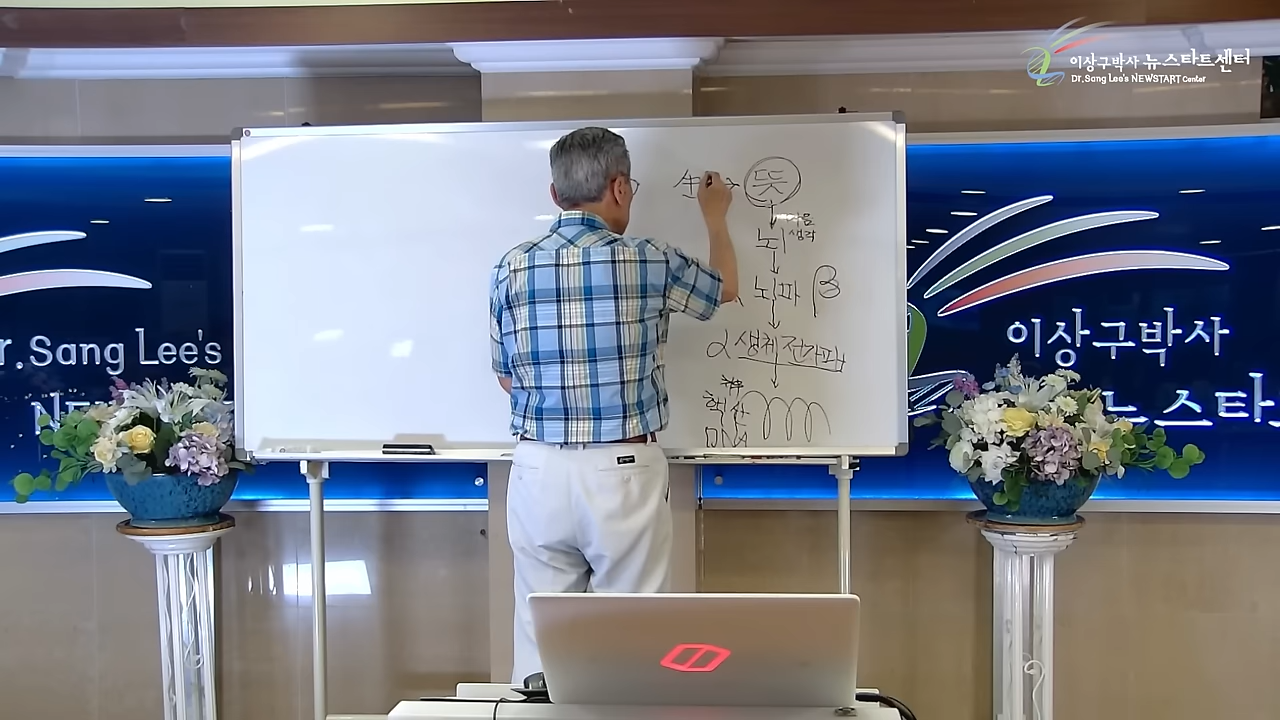 이상구박사 뉴스타트센터
Dr.Sang Lee's NEWSTART Center
生 → 뜻
생각
뇌
뇌파 β
α 생체전자파
핵산
DNA
Dr.Sang Lee's
이상구박사
뉴스타